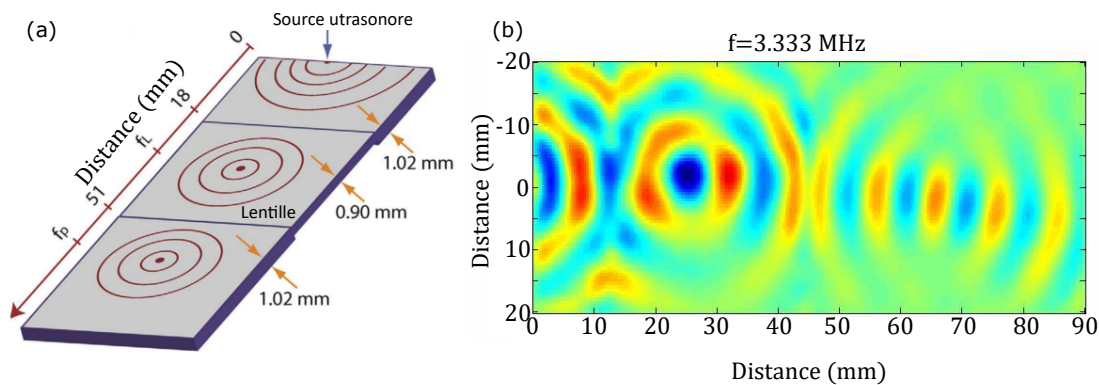 (a)
Source utrasonore
Distance (mm)
0
18
fL
51
fp
1.02 mm
0.90 mm
Lentille
1.02 mm
(b)
f=3.333 MHz
Distance (mm)
-20
-10
0
10
20
0 10 20 30 40 50 60 70 80 90
Distance (mm)